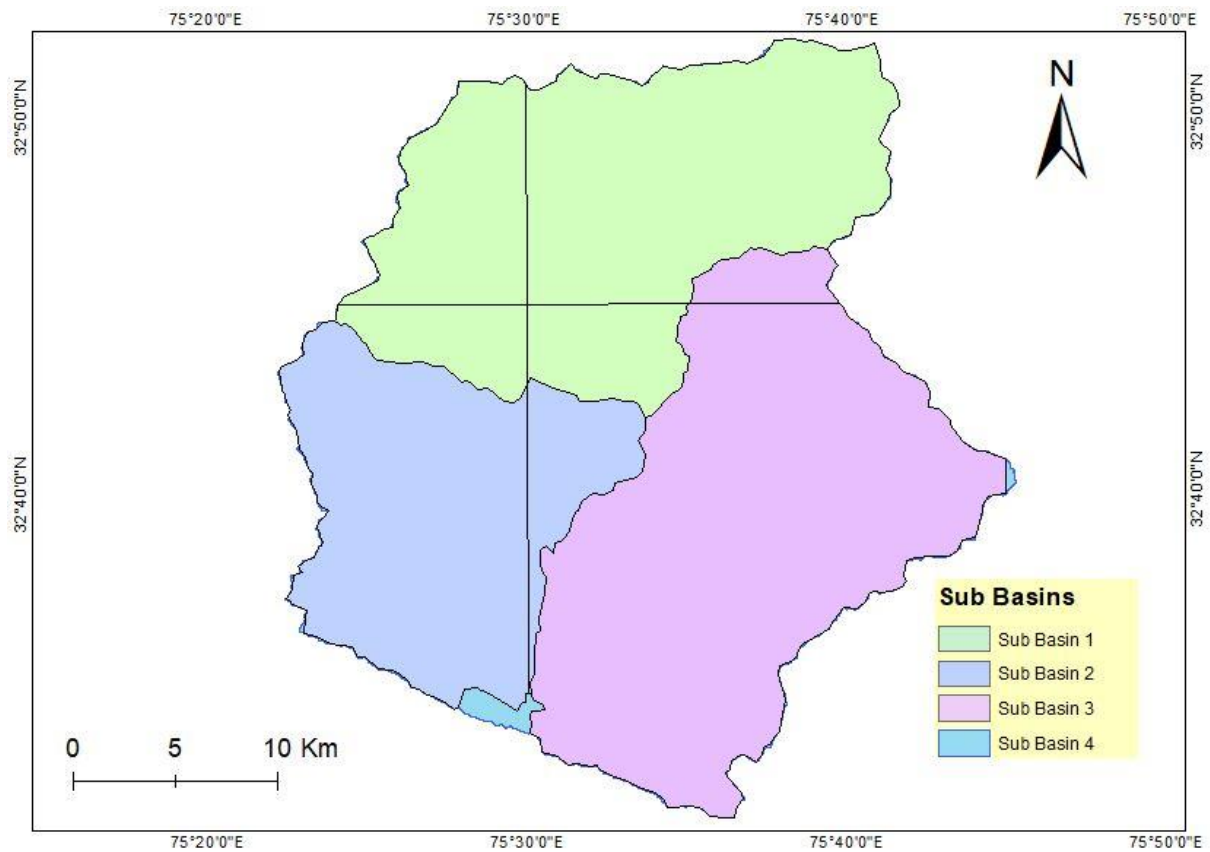 75°20'0"E 75°30'0"E 75°40'0"E 75°50'0"E
32°50'0"N 32°50'0"N
N
32°40'0"N 32°40'0"N
Sub Basins
Sub Basin 1
Sub Basin 2
Sub Basin 3
Sub Basin 4
0 5 10 Km
75°20'0"E 75°30'0"E 75°40'0"E 75°50'0"E